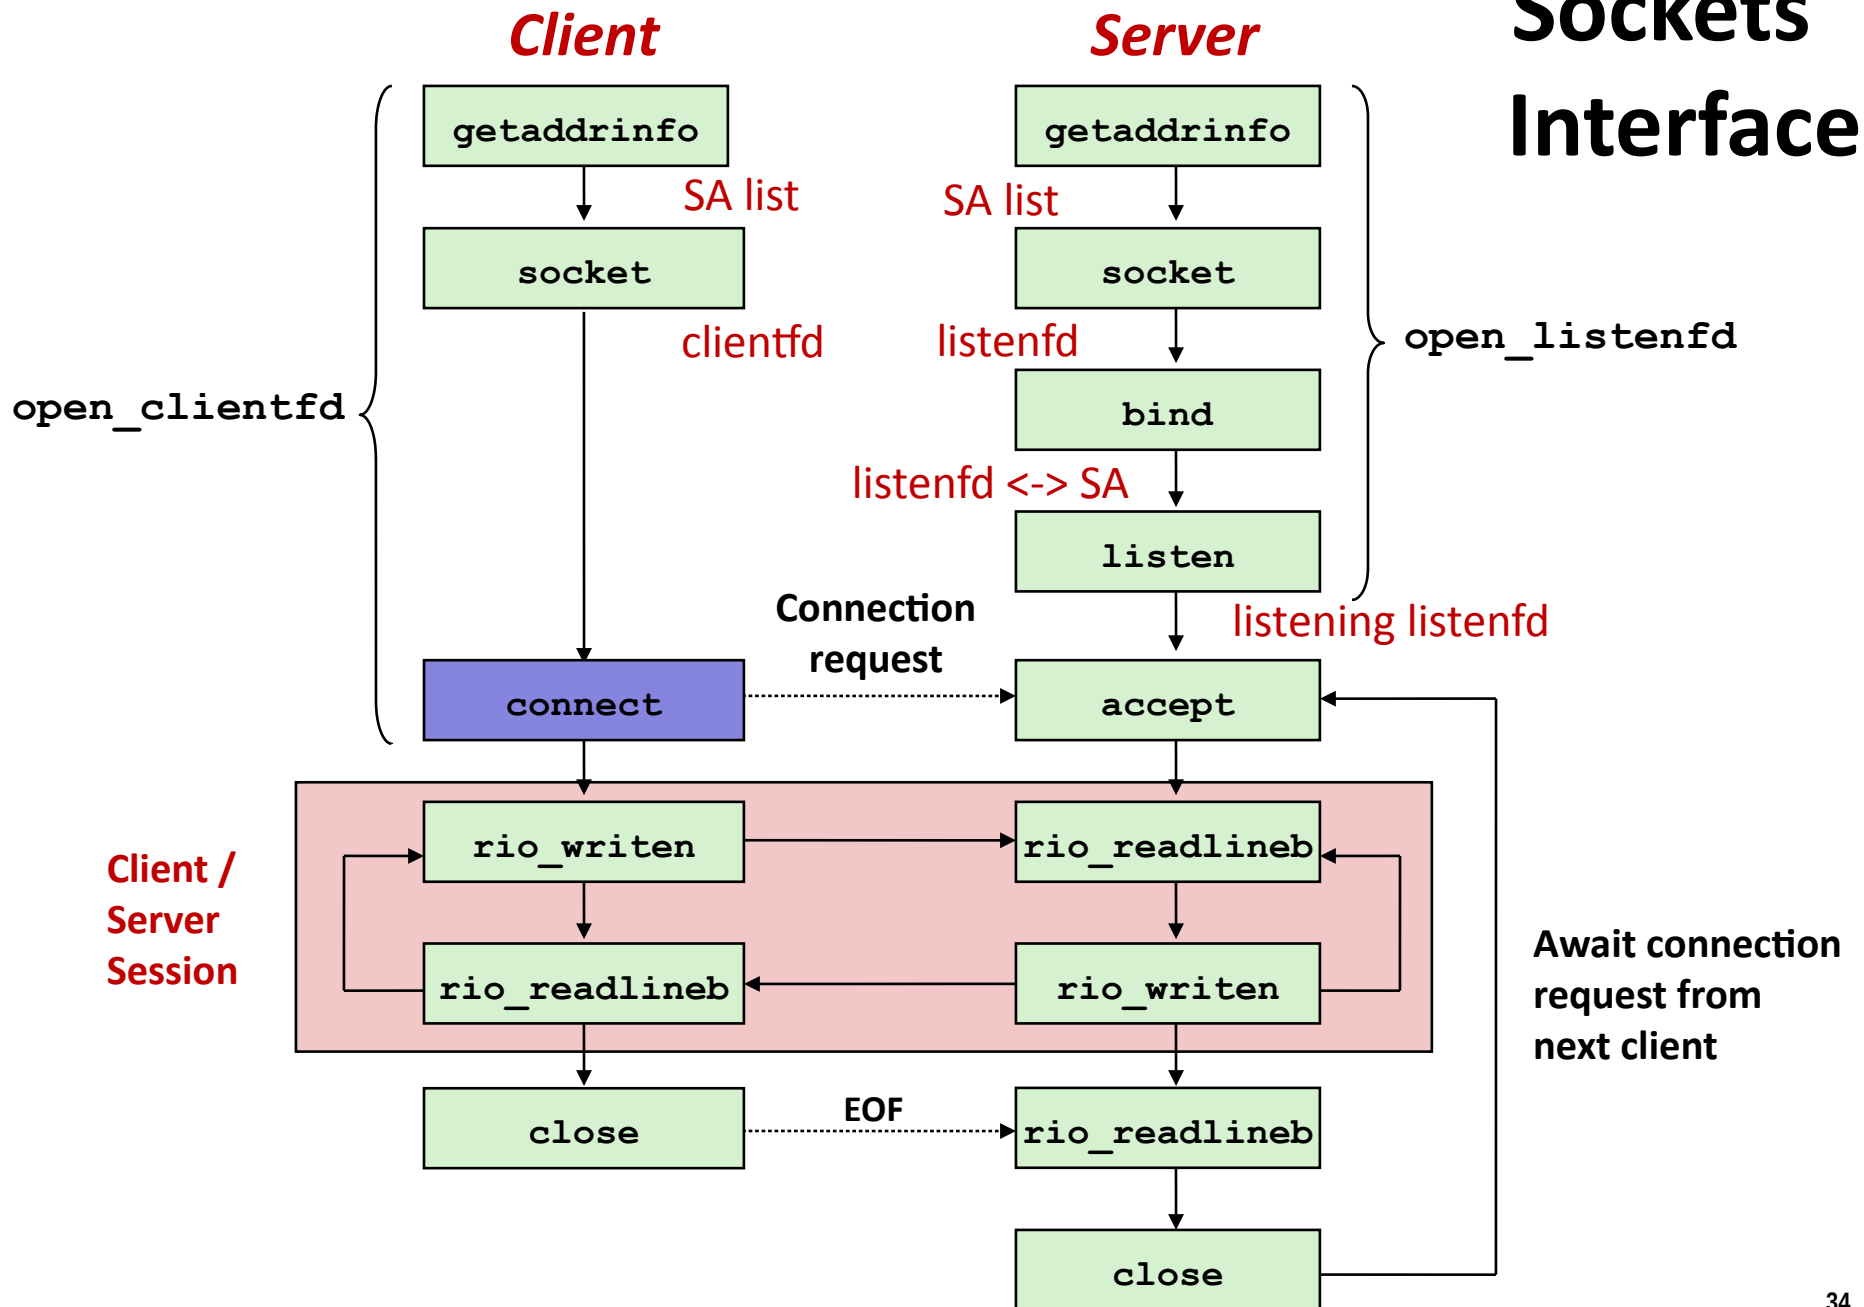 Sockets
Interface
Client
Server
getaddrinfo
getaddrinfo
SA list
SA list
socket
socket
clientfd
listenfd
open_listenfd
open_clientfd
bind
listenfd <-> SA
listen
Connection
request
listening listenfd
connect
accept
rio_writen
rio_readlineb
Client /
Server
Session
rio_readlineb
rio_writen
Await connection
request from
next client
close
EOF
rio_readlineb
close
34